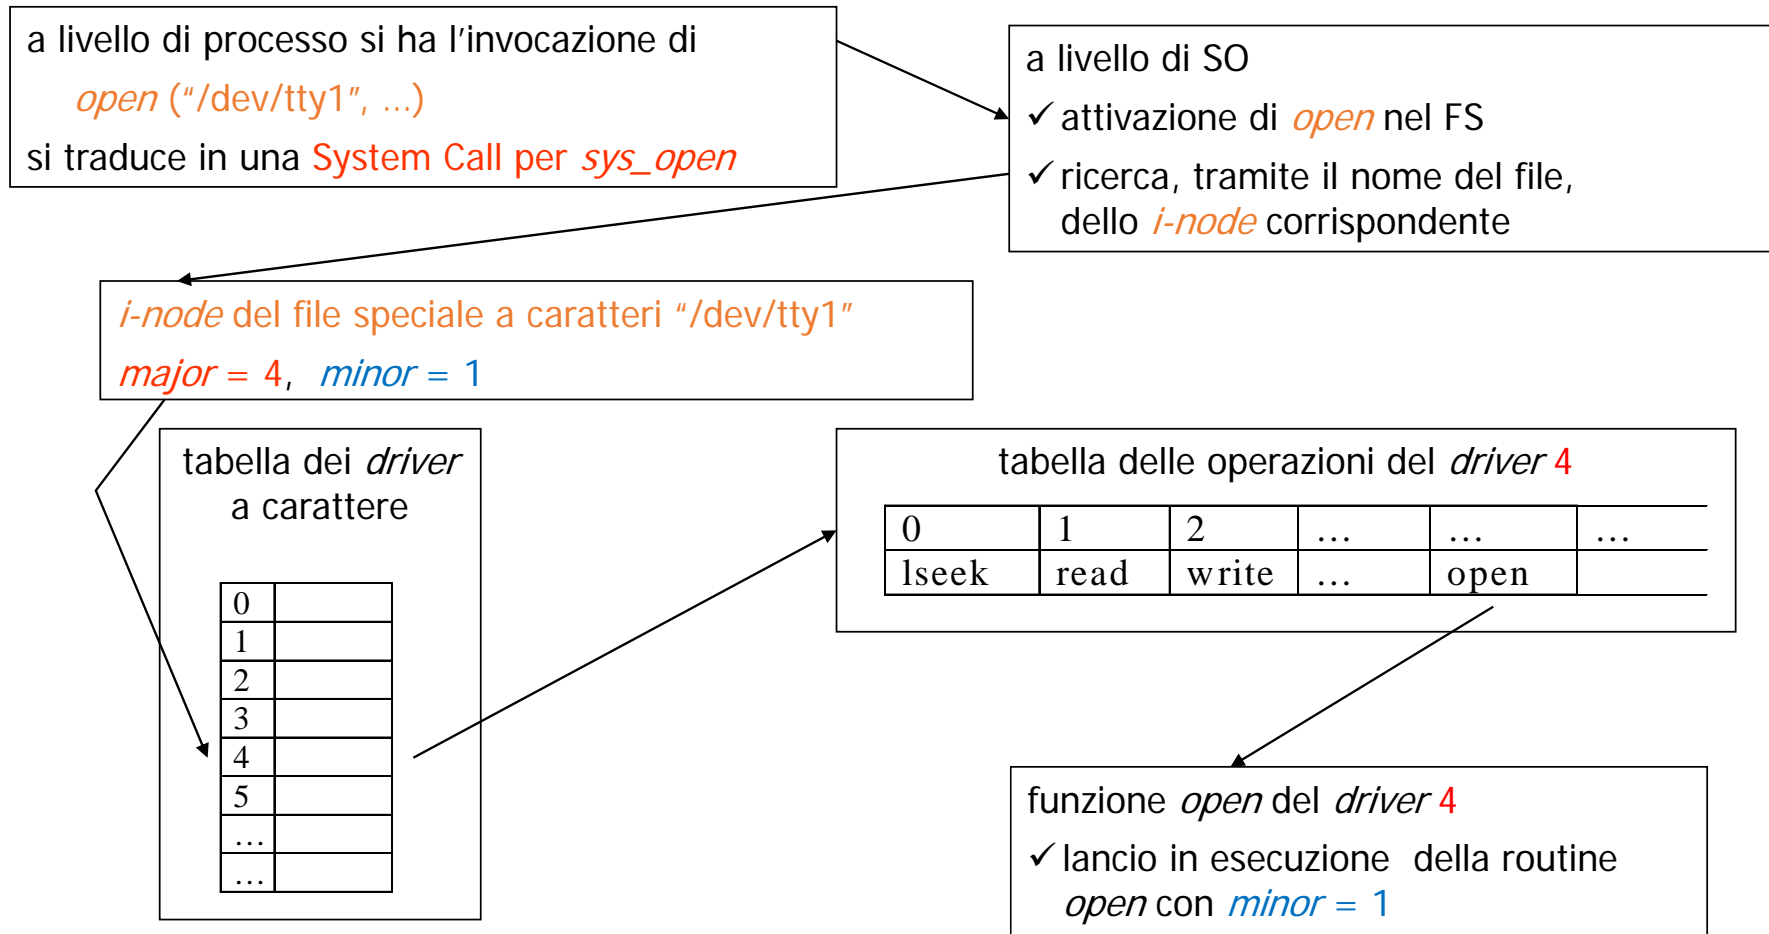 a livello di processo si ha l'invocazione di
open ("/dev/tty1", ...)
si traduce in una System Call per sys_open
a livello di SO
✓ attivazione di open nel FS
✓ ricerca, tramite il nome del file,
dello i-node corrispondente
i-node del file speciale a caratteri "/dev/tty1"
major = 4, minor = 1
tabella dei driver
a carattere
0
1
2
3
4
5
...
...
tabella delle operazioni del driver 4
0 1 2 ... ... ...
lseek read write ... open
funzione open del driver 4
✓ lancio in esecuzione della routine
open con minor = 1